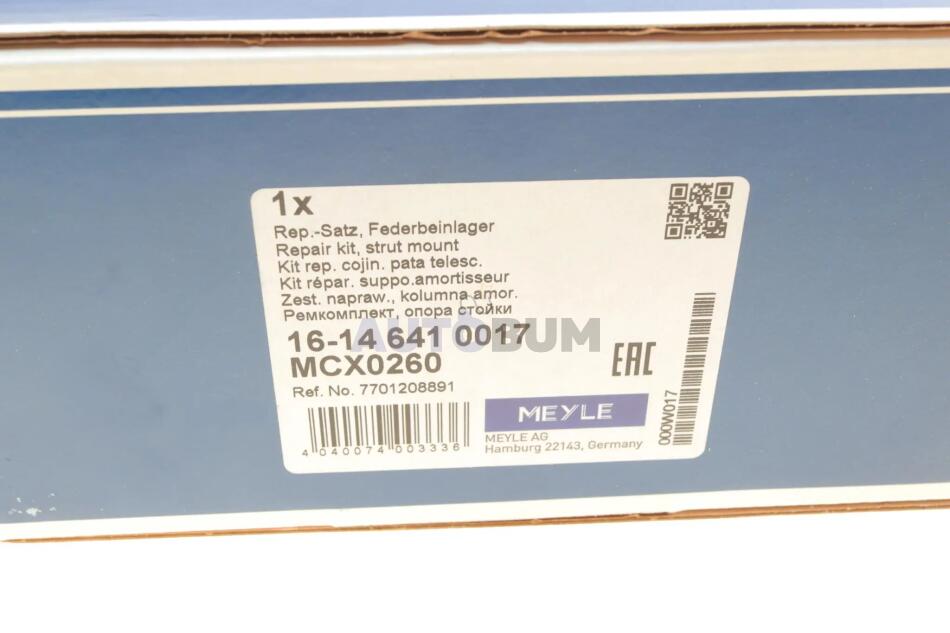 1x
Rep.-Satz, Federbeinlager
Repair kit, strut mount
Kit rep. cojin. pata telesc.
Kit répar. suppo.amortisseur
Zest. napraw., kolumna amor.
Ремкомплект, опора стойки
AUTOBUM
16-14 641 0017
MCX0260
EAC
Ref. No. 7701208891
MEYLE
4 040074 003336
MEYLE AG
Hamburg 22143, Germany
000W017